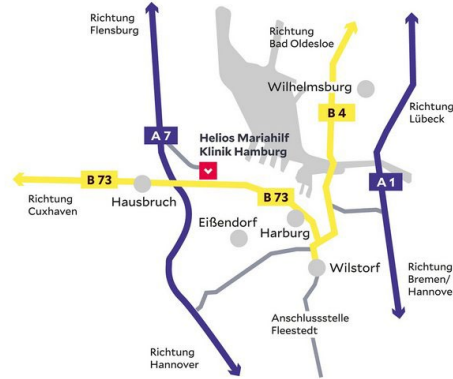 Richtung
Flensburg
Richtung
Bad Oldesloe
Wilhelmsburg
B 4
Richtung
Lübeck
A 7
Helios Mariahilf
Klinik Hamburg
B 73
Hausbruch
B 73
A 1
Richtung
Cuxhaven
Eißendorf
Harburg
Wilstorf
Richtung
Bremen/
Hannove
Anschlussstelle
Fleestedt
Richtung
Hannover